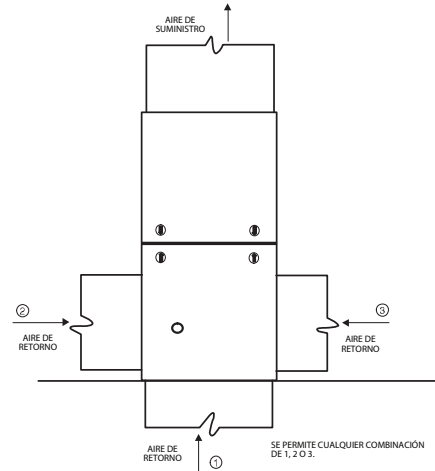 AIRE DE
SUMINISTRO
②
AIRE DE
RETORNO
③
AIRE DE
RETORNO
AIRE DE
RETORNO
①
SE PERMITE CUALQUIER COMBINACIÓN
DE 1, 2 O 3.